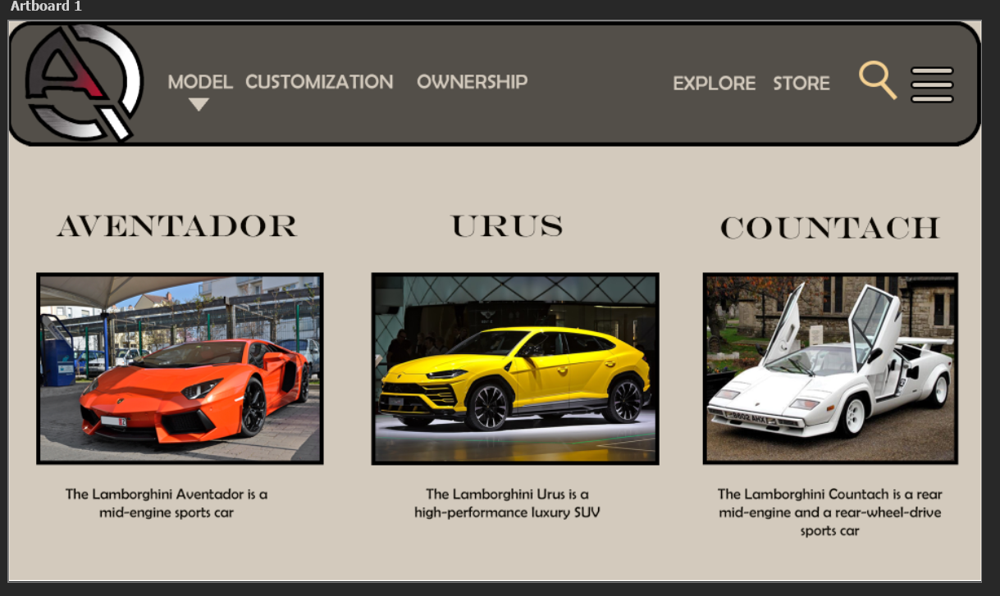 Artboard 1
MODEL CUSTOMIZATION OWNERSHIP EXPLORE STORE
AVENTADOR
URUS
COUNTACH
B602 AHX
The Lamborghini Aventador is a
mid-engine sports car
The Lamborghini Urus is a
high-performance luxury SUV
The Lamborghini Countach is a rear
mid-engine and a rear-wheel-drive
sports car